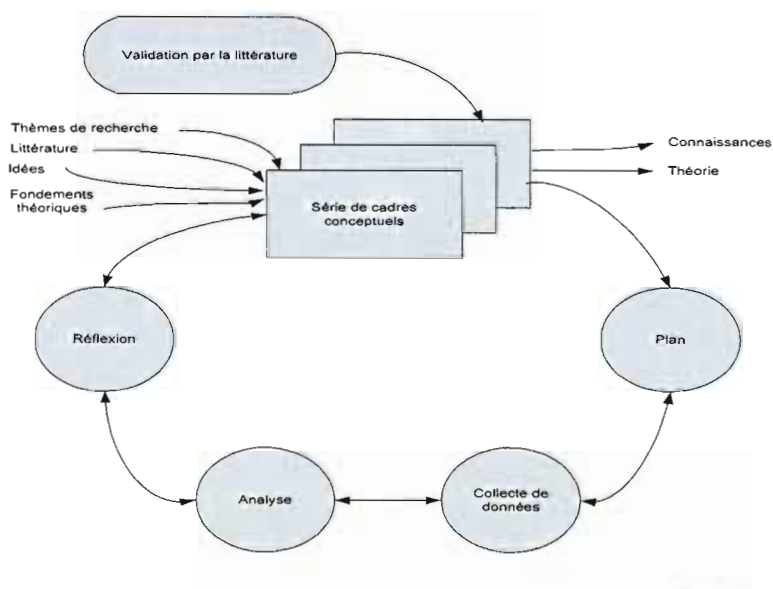 Validation par la littérature
Thèmes de recherche
Littérature
Idées
Fondements
théoriques
Série de cadres
conceptuels
Connaissances
Théorie
Réflexion
Plan
Analyse
Collecte de
données